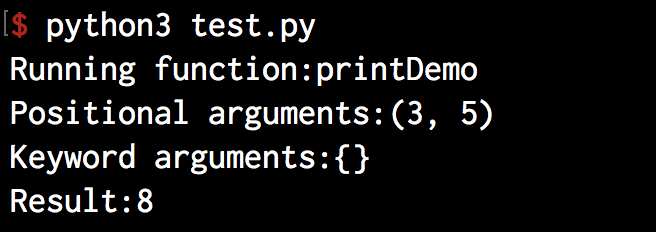 [$ python3 test.py
Running function:printDemo
Positional arguments:(3, 5)
Keyword arguments:{}
Result:8